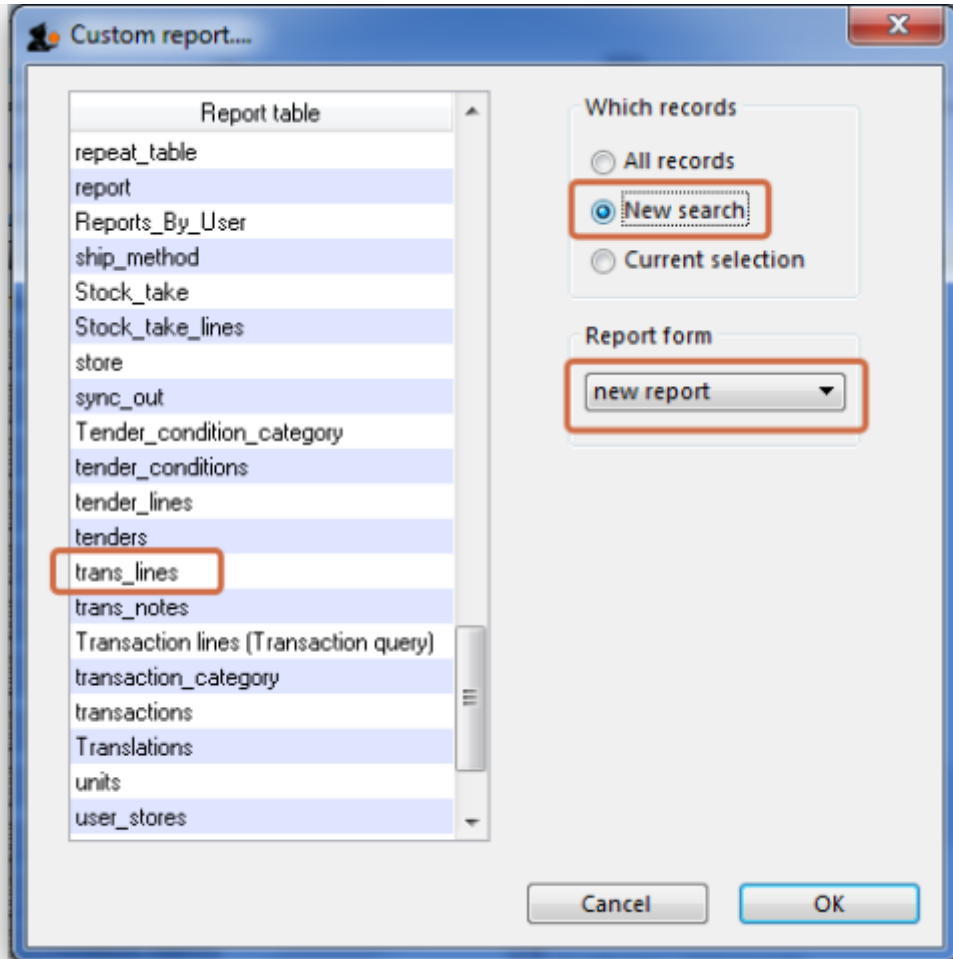 Custom report....
Report table
repeat_table
report
Reports_By_User
ship_method
Stock_take
Stock_take_lines
store
sync_out
Tender_condition_category
tender_conditions
tender_lines
tenders
trans_lines
trans_notes
Transaction lines (Transaction query)
transaction_category
transactions
Translations
units
user_stores
Which records
All records
New search
Current selection
Report form
new report
Cancel
OK